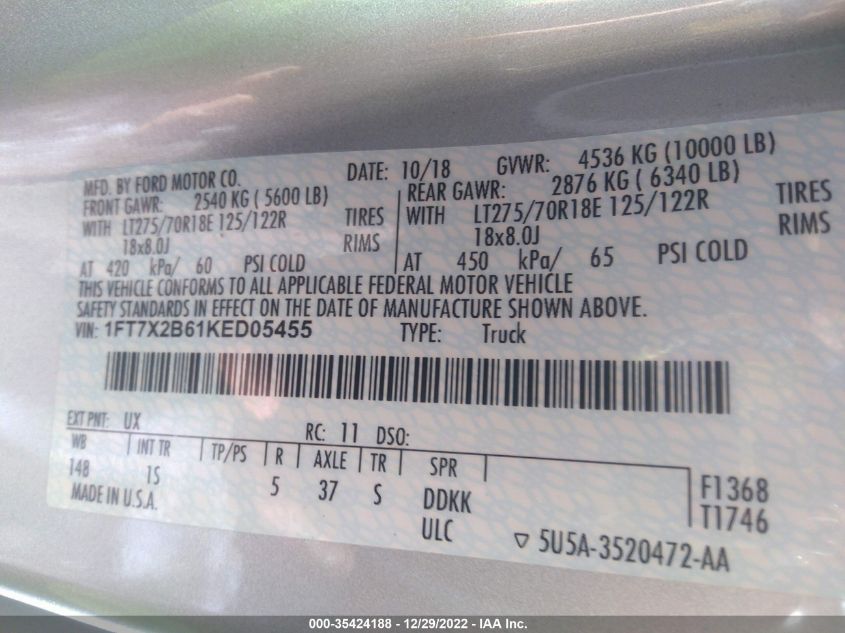 MFD. BY FORD MOTOR CO. DATE: 10/18 GVWR: 4536 KG (10000 LB)
FRONT GAWR: 2540 KG ( 5600 LB) REAR GAWR: 2876 KG ( 6340 LB)
WITH LT275/70R18E 125/122R TIRES WITH LT275/70R18E 125/122R TIRES
18x8.0J RIMS 18x8.0J RIMS
AT 420 kPa/ 60 PSI COLD AT 450 kPa/ 65 PSI COLD
THIS VEHICLE CONFORMS TO ALL APPLICABLE FEDERAL MOTOR VEHICLE
SAFETY STANDARDS IN EFFECT ON THE DATE OF MANUFACTURE SHOWN ABOVE.
VIN: 1FT7X2B61KED05455 TYPE: Truck
EXT PNT: UX RC: 11 DSO:
WB INT TR TP/PS R AXLE TR SPR
148 1S 5 37 S DDKK F1368
MADE IN U.S.A. ULC T1746
▽ 5U5A-3520472-AA
000-35424188 - 12/29/2022 - IAA Inc.